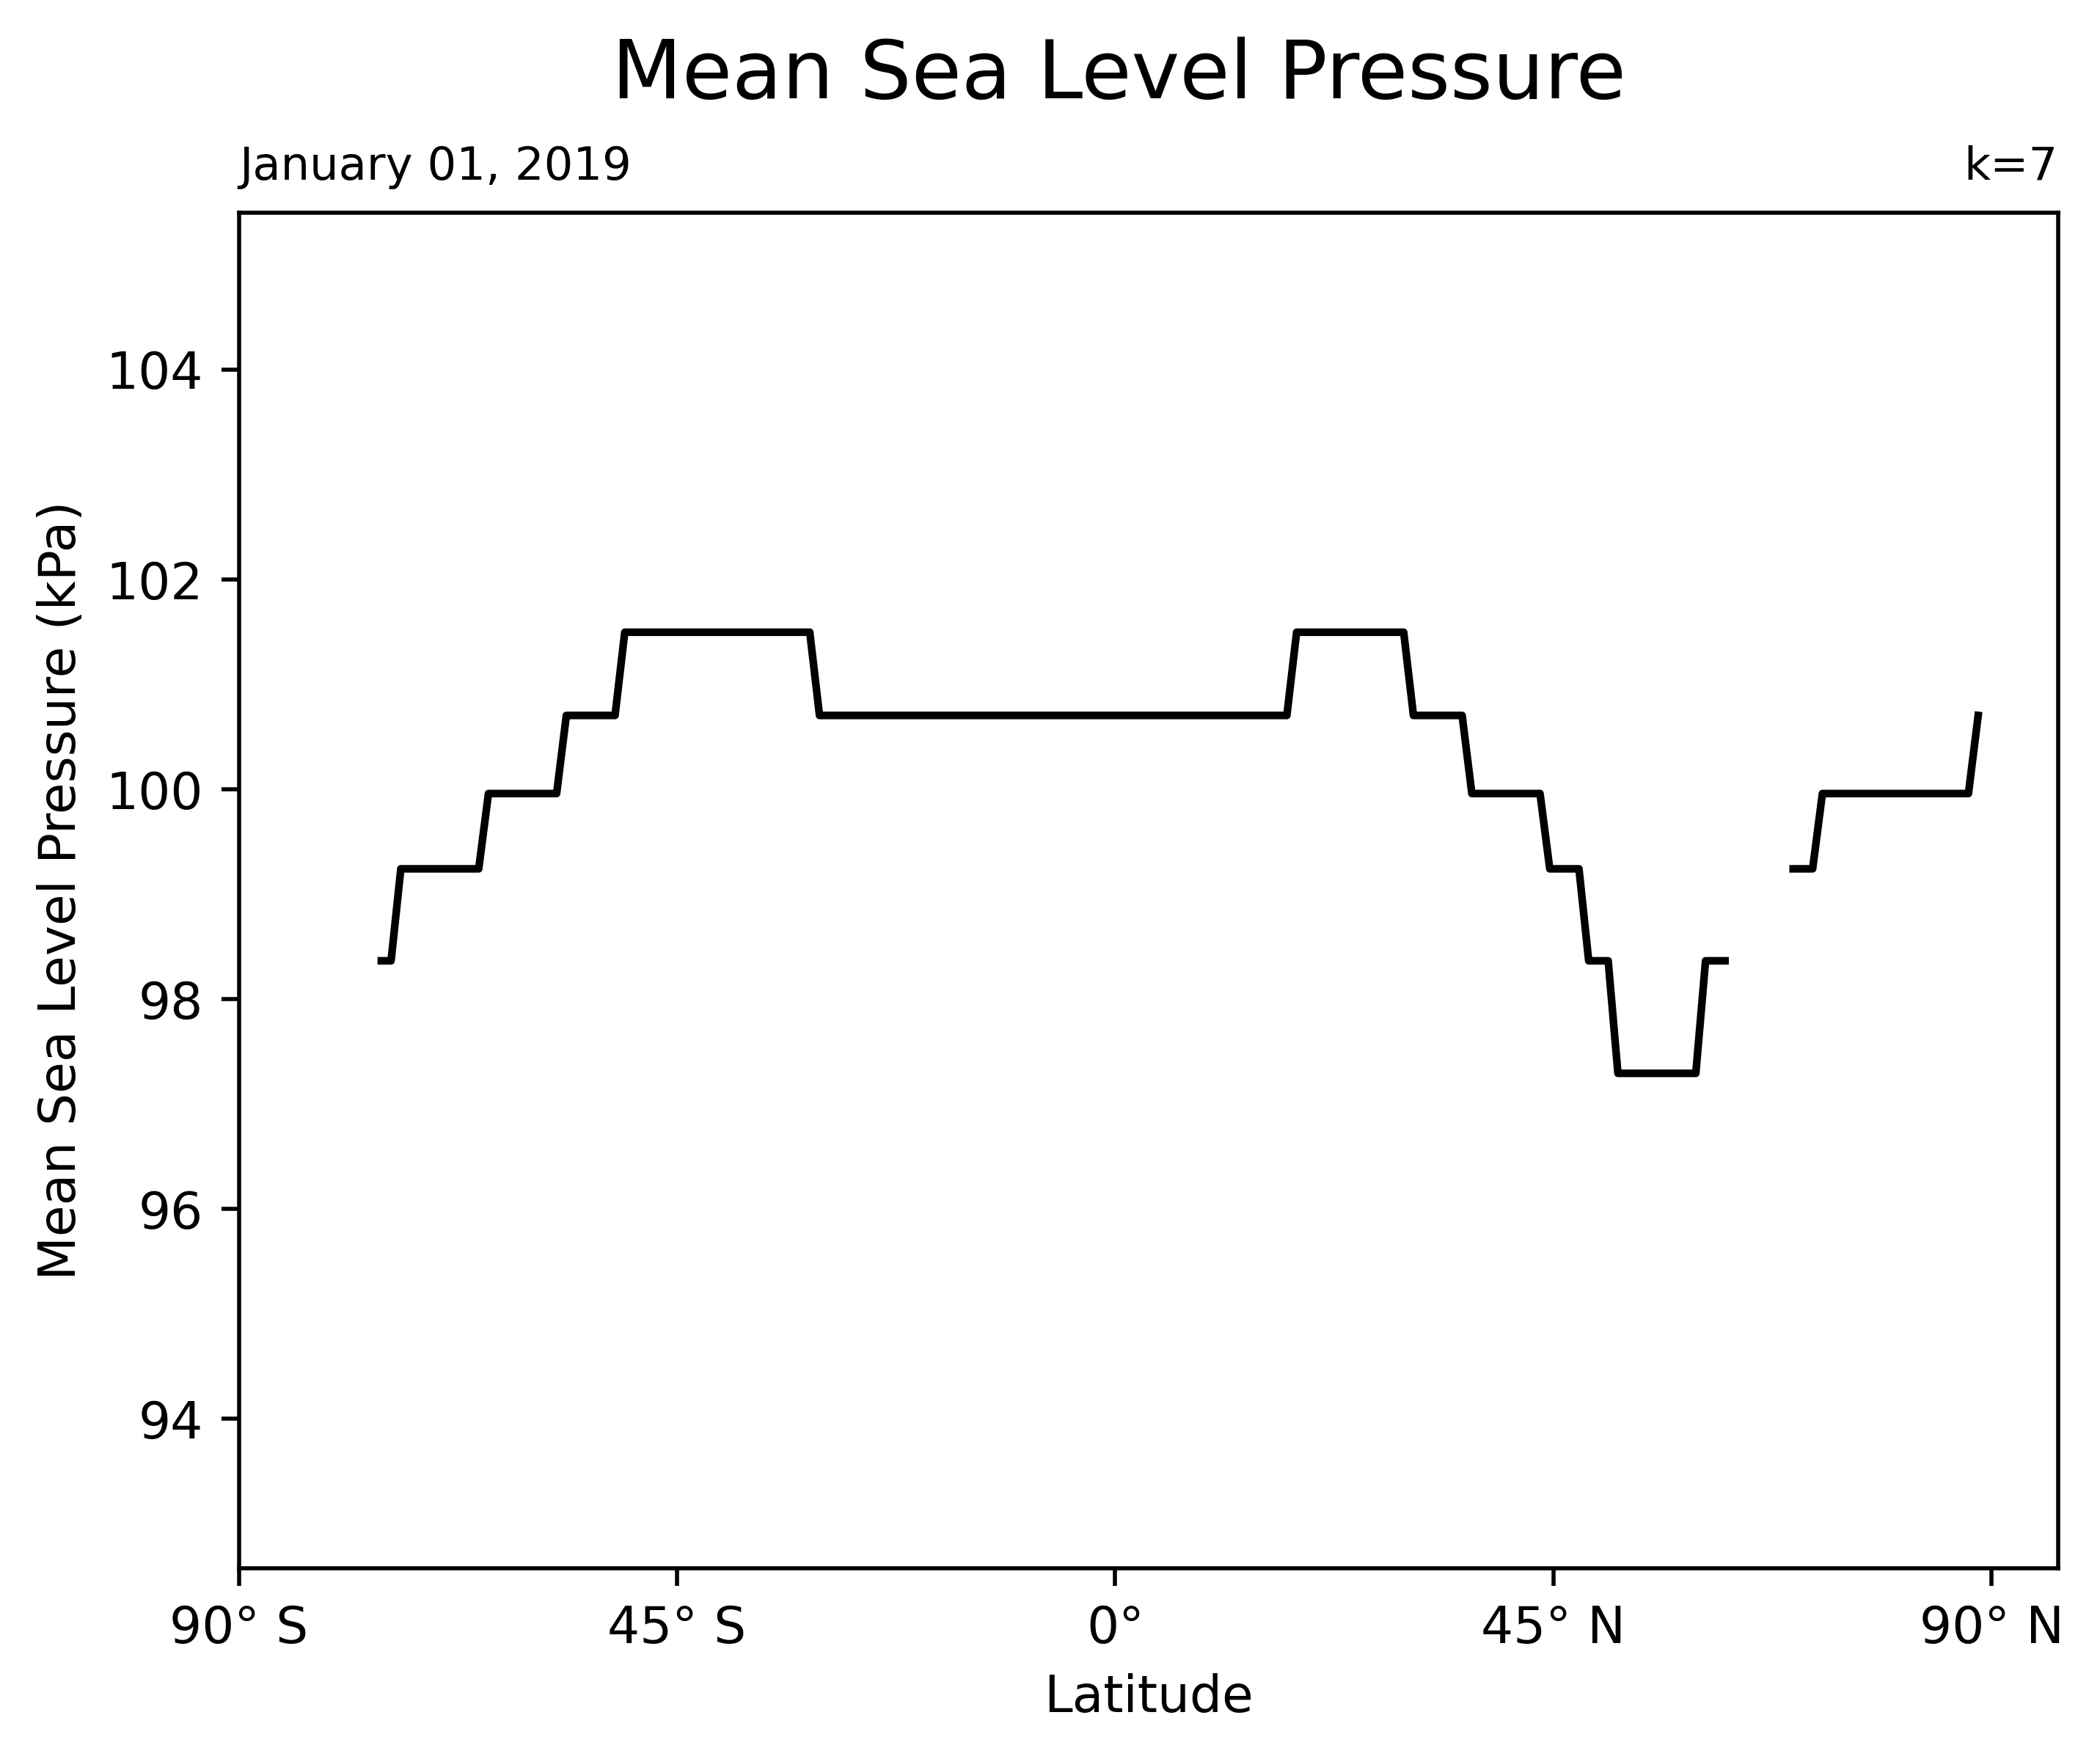 Mean Sea Level Pressure
January 01, 2019
k=7
Mean Sea Level Pressure (kPa)
104
102
100
98
96
94
90° S
45° S
0°
45° N
90° N
Latitude